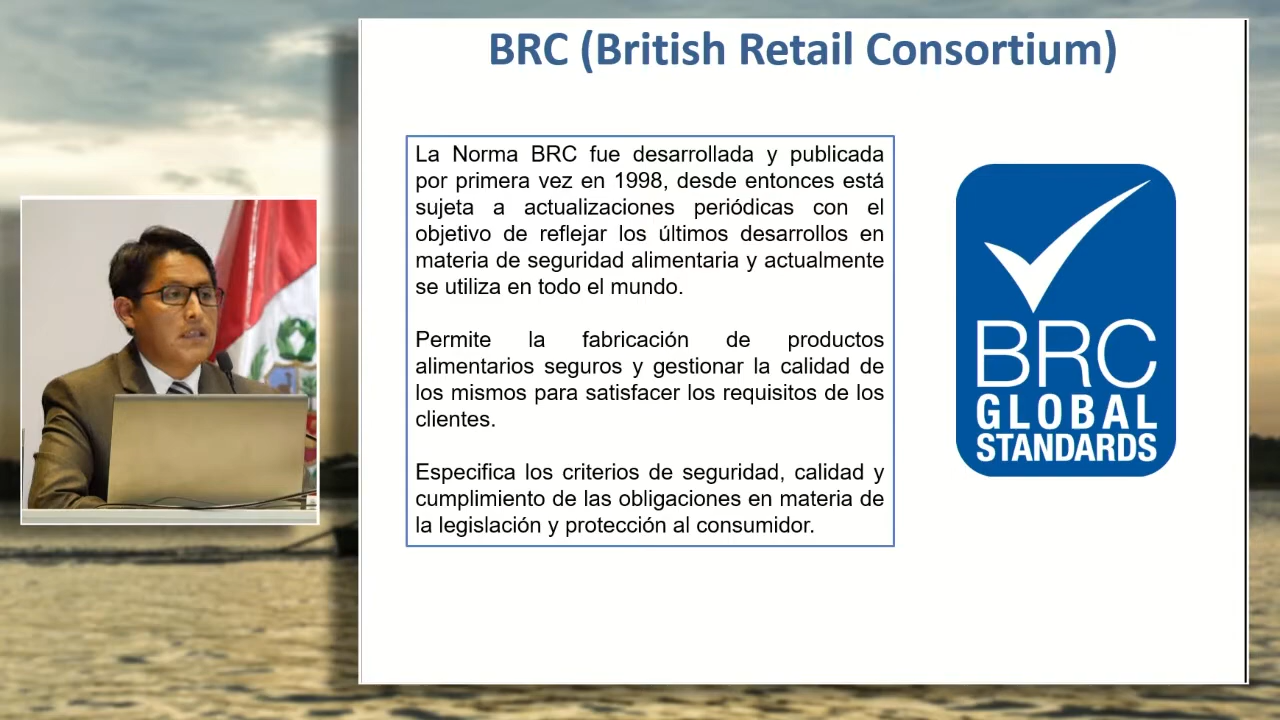 BRC (British Retail Consortium)
La Norma BRC fue desarrollada y publicada
por primera vez en 1998, desde entonces está
sujeta a actualizaciones periódicas con el
objetivo de reflejar los últimos desarrollos en
materia de seguridad alimentaria y actualmente
se utiliza en todo el mundo.
Permite la fabricación de productos
alimentarios seguros y gestionar la calidad de
los mismos para satisfacer los requisitos de los
clientes.
Especifica los criterios de seguridad, calidad y
cumplimiento de las obligaciones en materia de
la legislación y protección al consumidor.
BRC
GLOBAL
STANDARDS